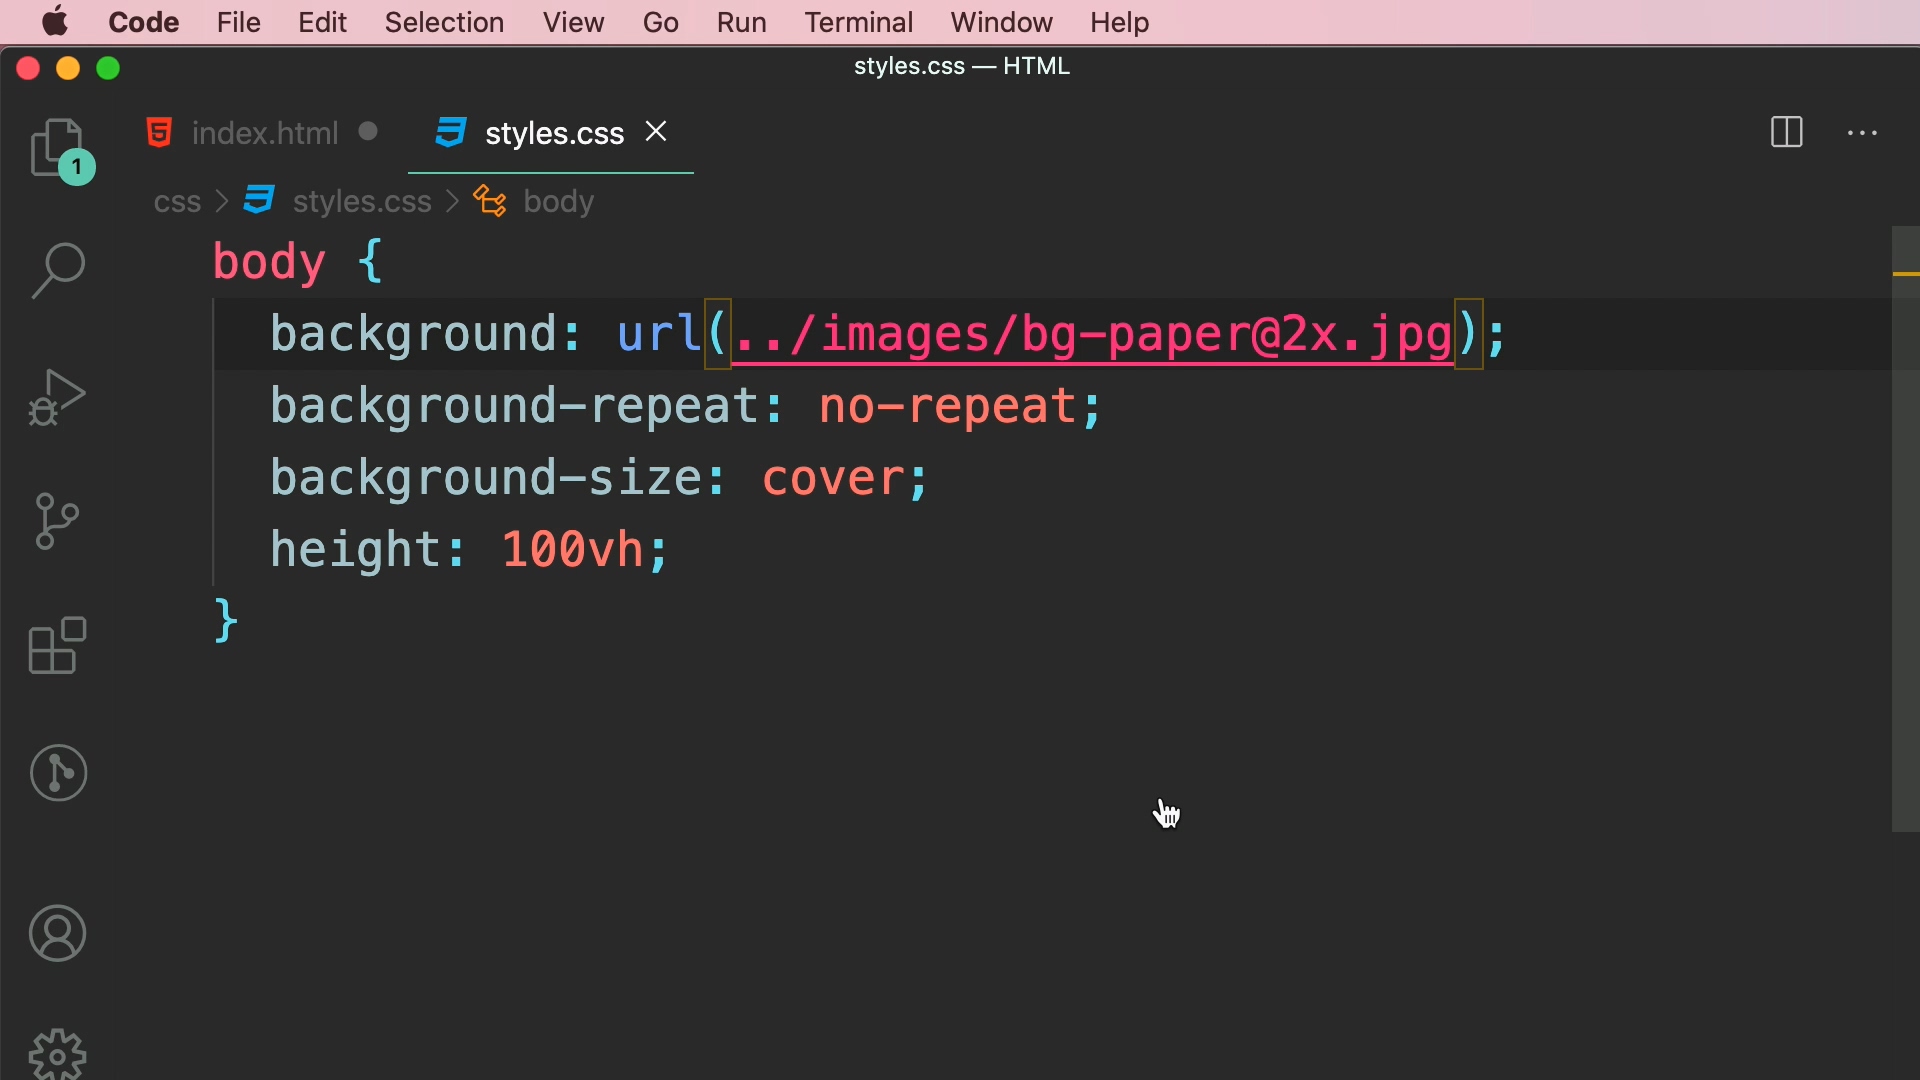 Code File Edit Selection View Go Run Terminal Window Help
styles.css — HTML
index.html styles.css
1
css > styles.css > body
body {
background: url(../images/bg-paper@2x.jpg);
background-repeat: no-repeat;
background-size: cover;
height: 100vh;
}